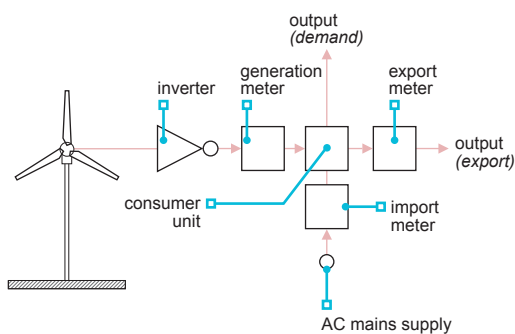 output
(demand)
inverter
generation
meter
export
meter
output
(export)
consumer
unit
import
meter
AC mains supply